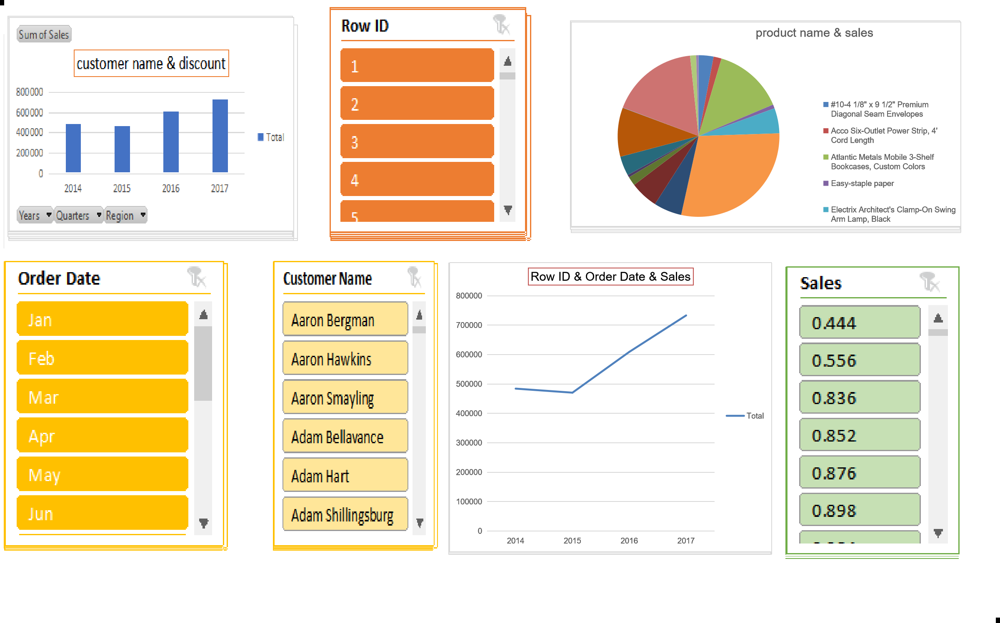 Sum of Sales
customer name & discount
800000
600000
400000
200000
0
2014
2015
2016
2017
Total
Years
Quarters
Region
Row ID
1
2
3
4
5
product name & sales
#10-4 1/8" x 9 1/2" Premium
Diagonal Seam Envelopes
Acco Six-Outlet Power Strip, 4'
Cord Length
Atlantic Metals Mobile 3-Shelf
Bookcases, Custom Colors
Easy-staple paper
Electrix Architect's Clamp-On Swing
Arm Lamp, Black
Order Date
Jan
Feb
Mar
Apr
May
Jun
Customer Name
Aaron Bergman
Aaron Hawkins
Aaron Smayling
Adam Bellavance
Adam Hart
Adam Shillingsburg
Row ID & Order Date & Sales
800000
700000
600000
500000
400000
300000
200000
100000
0
2014
2015
2016
2017
Total
Sales
0.444
0.556
0.836
0.852
0.876
0.898